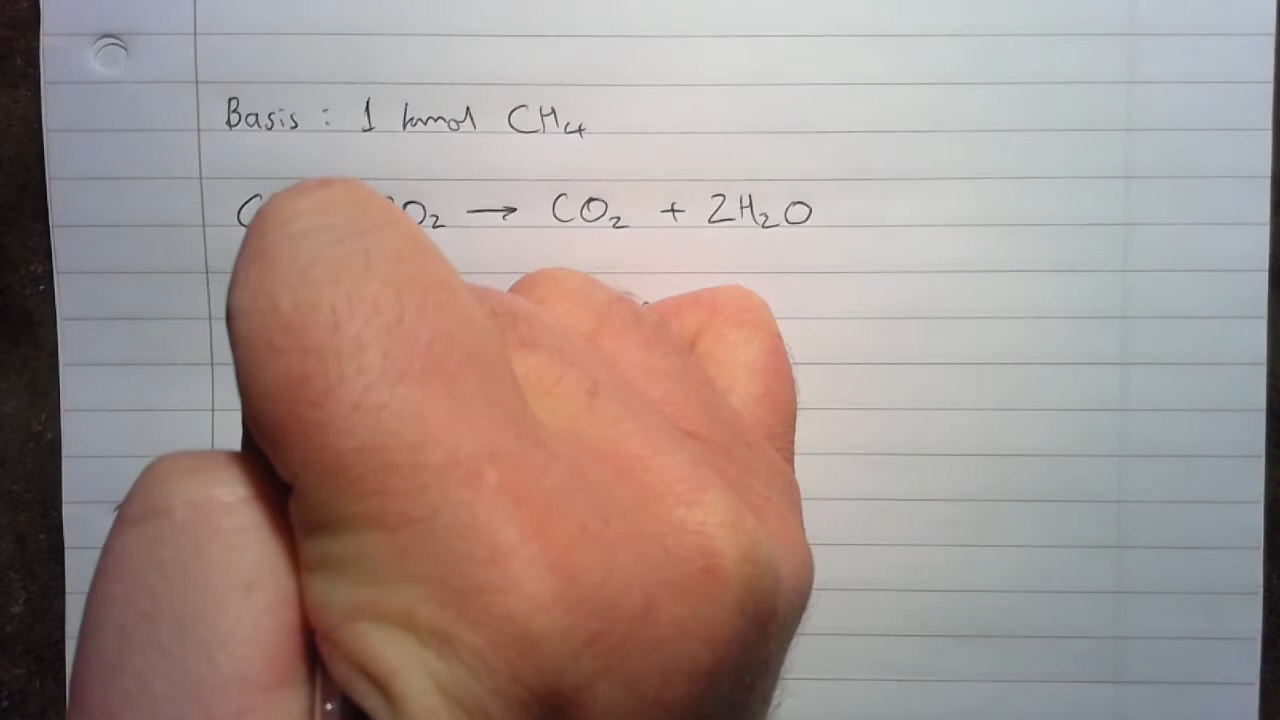 Basis : 1 kmol CH₄
O₂ → CO₂ + 2H₂O